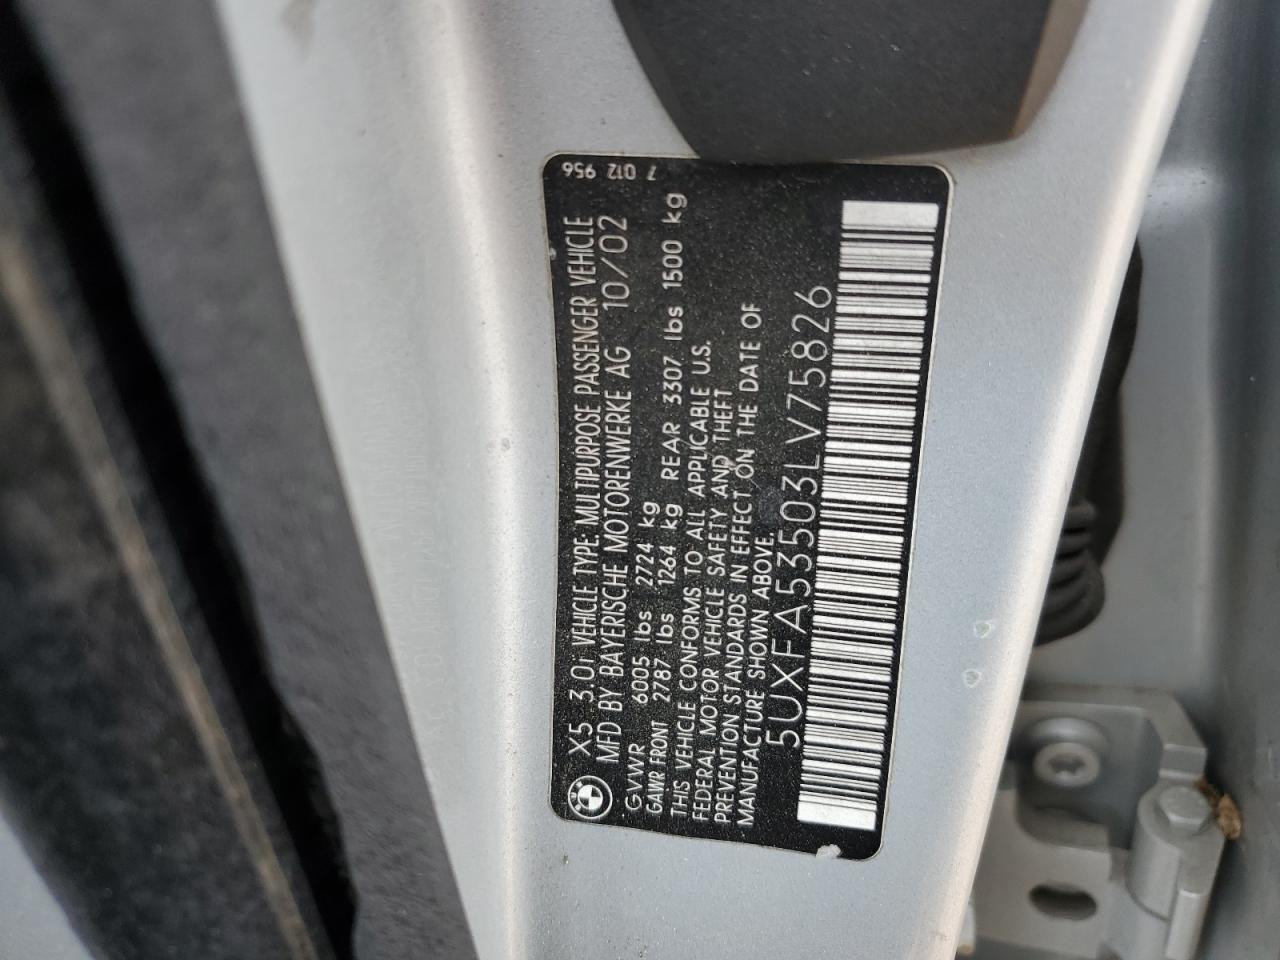 7 012 956
X5 3.0i VEHICLE TYPE: MULTIPURPOSE PASSENGER VEHICLE
MFD BY BAYERISCHE MOTORENWERKE AG 10/02
GVWR 6005 lbs 2724 kg
GAWR FRONT 2787 lbs 1264 kg REAR 3307 lbs 1500 kg
THIS VEHICLE CONFORMS TO ALL APPLICABLE U.S.
FEDERAL MOTOR VEHICLE SAFETY AND THEFT
PREVENTION STANDARDS IN EFFECT ON THE DATE OF
MANUFACTURE SHOWN ABOVE.
5UXFA53503LV75826